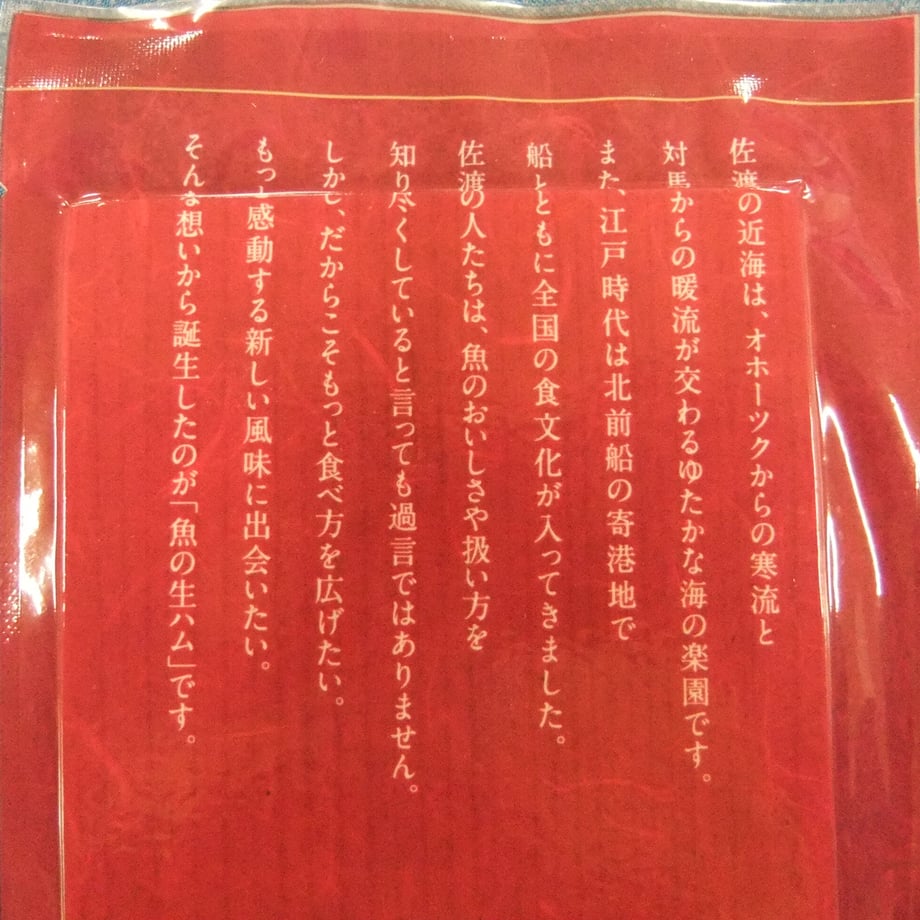 佐渡の近海は、オホーツクからの寒流と
対馬からの暖流が交わるゆたかな海の楽園です。
また、江戸時代は北前船の寄港地で
船とともに全国の食文化が入ってきました。
佐渡の人たちは、魚のおいしさや扱い方を
知り尽くしていると言っても過言ではありません。
しかし、だからこそもっと食べ方を広げたい。
もっと感動する新しい風味に出会いたい。
そんな想いから誕生したのが「魚の生ハム」です。